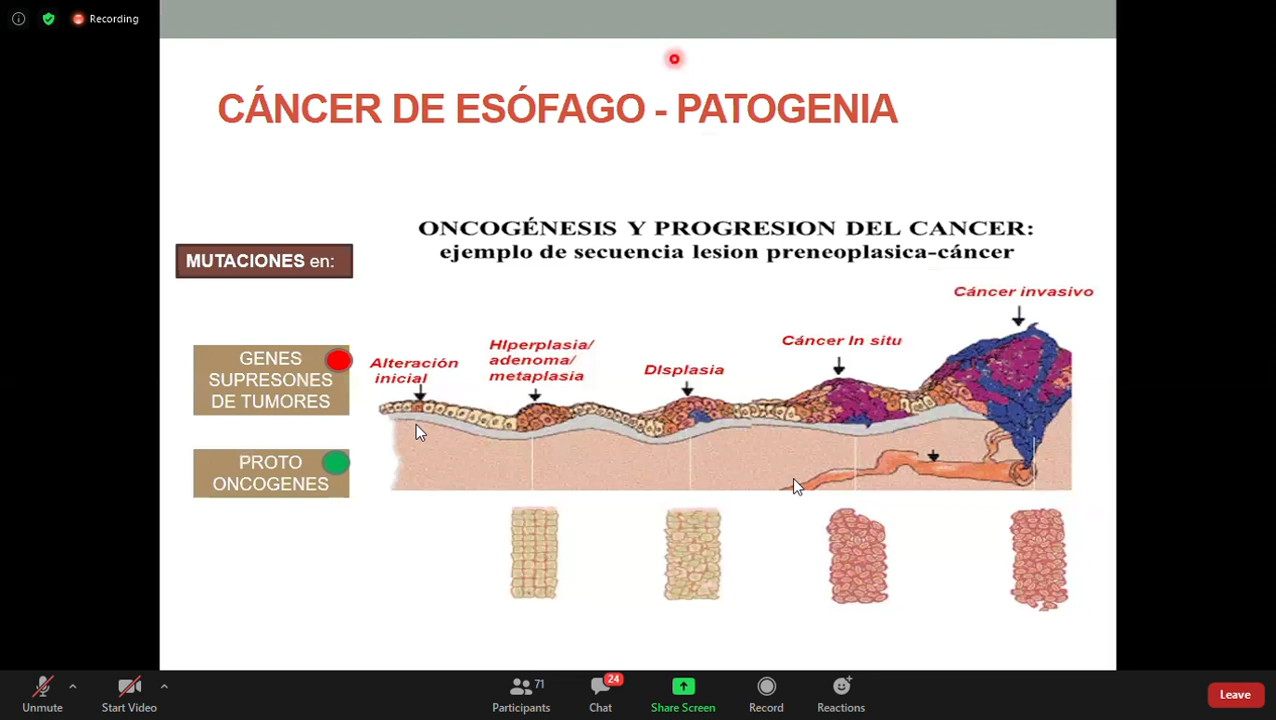 Recording
CÁNCER DE ESÓFAGO - PATOGENIA
ONCOGÉNESIS Y PROGRESION DEL CANCER:
ejemplo de secuencia lesion preneoplasica-cáncer
MUTACIONES en:
GENES
SUPRESONES
DE TUMORES
PROTO
ONCOGENES
Alteración
inicial
HIperplasia/
adenoma/
metaplasia
DIsplasia
Cáncer In situ
Cáncer invasivo
Unmute
Start Video
71
Participants
24
Chat
Share Screen
Record
Reactions
Leave